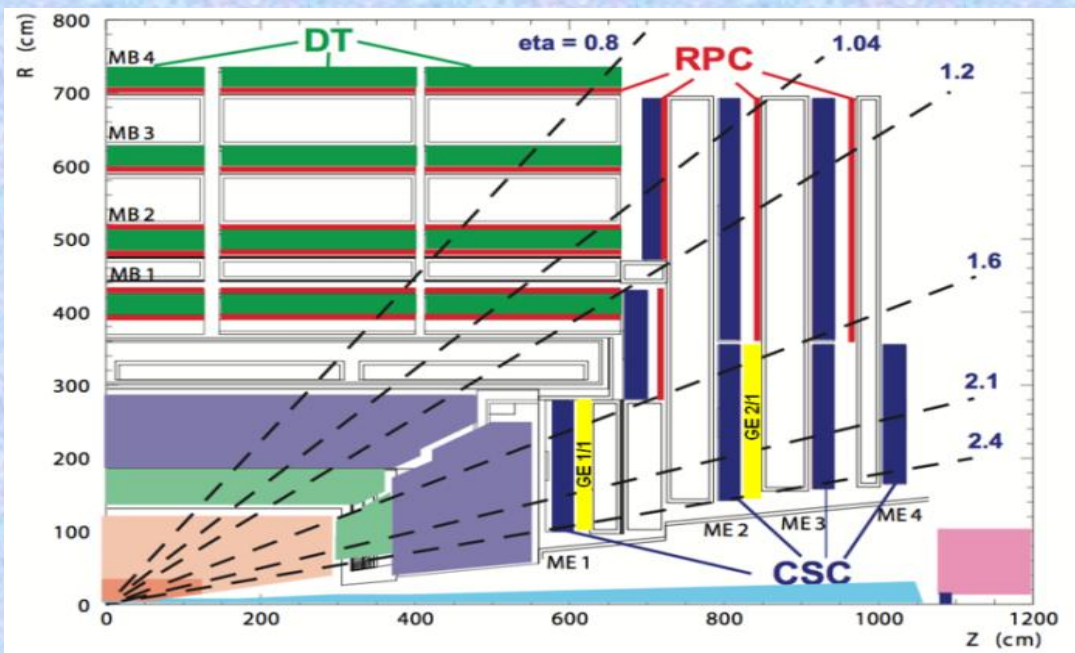 800
R (cm)
MB 4
DT
eta = 0.8
1.04
RPC
1.2
700
MB 3
600
MB 2
500
MB 1
1.6
400
300
2.1
GE 1/1
GE 2/1
2.4
200
100
ME 1
ME 2
ME 3
ME 4
CSC
0
0
200
400
600
800
1000
1200
Z (cm)